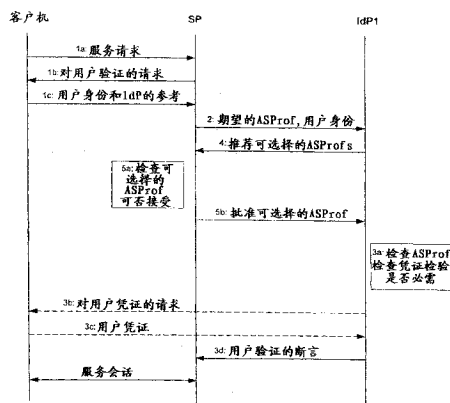 客户机 SP IdP1
1a: 服务请求
1b: 对用户验证的请求
1c: 用户身份和IdP的参考
2: 期望的ASProf,用户身份
4: 推荐可选择的ASProfs
5a: 检查可
选择的
ASProf
可否接受
5b: 批准可选择的ASProf
3a: 检查ASProf
检查凭证检验
是否必需
3b: 对用户凭证的请求
3c: 用户凭证
3d: 用户验证的断言
服务会话